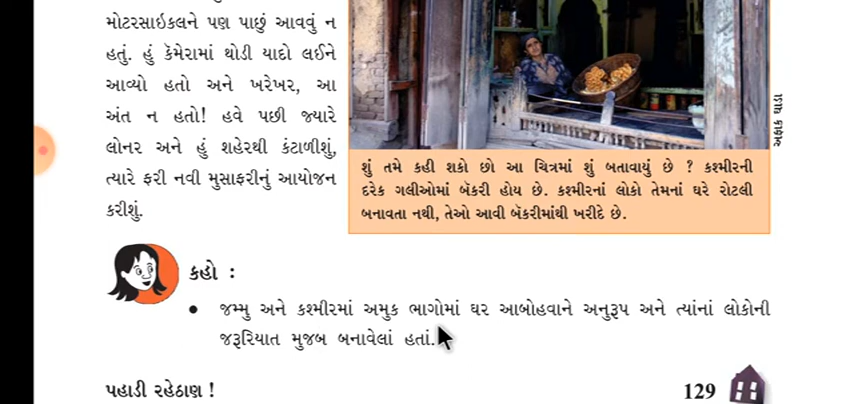 મોટરસાઇકલને પણ પાછું આવવું ન
હતું. હું કૅમેરામાં થોડી યાદો લઈને
આવ્યો હતો અને ખરેખર, આ
અંત ન હતો! હવે પછી જ્યારે
લોનર અને હું શહેરથી કંટાળીશું,
ત્યારે ફરી નવી મુસાફરીનું આયોજન
કરીશું.
શું તમે કહી શકો છો આ ચિત્રમાં શું બતાવાયું છે ? કશ્મીરની
દરેક ગલીઓમાં બૅકરી હોય છે. કશ્મીરનાં લોકો તેમનાં ઘરે રોટલી
બનાવતા નથી, તેઓ આવી બૅકરીમાંથી ખરીદે છે.
કહો :
• જમ્મુ અને કશ્મીરમાં અમુક ભાગોમાં ઘર આબોહવાને અનુરૂપ અને ત્યાંનાં લોકોની
જરૂરિયાત મુજબ બનાવેલાં હતાં.
પહાડી રહેઠાણ !
129